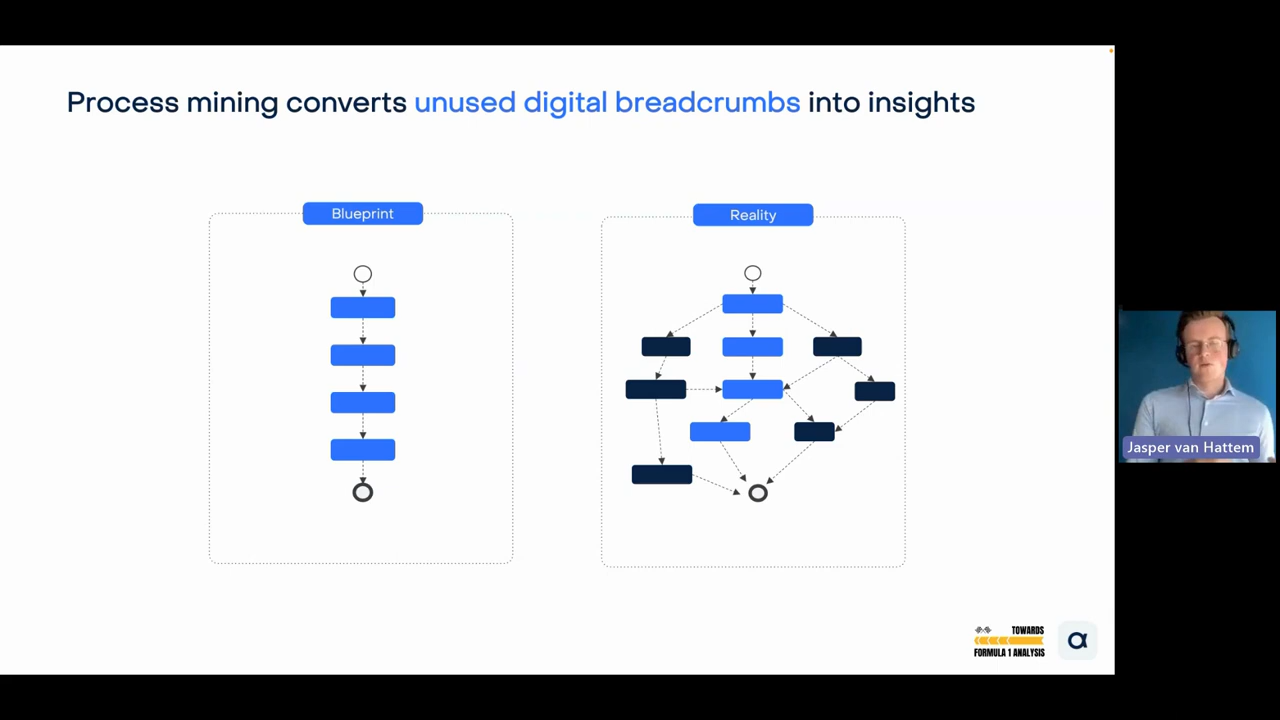 Process mining converts unused digital breadcrumbs into insights
Blueprint
Reality
Jasper van Hattem
TOWARDS
FORMULA 1 ANALYSIS